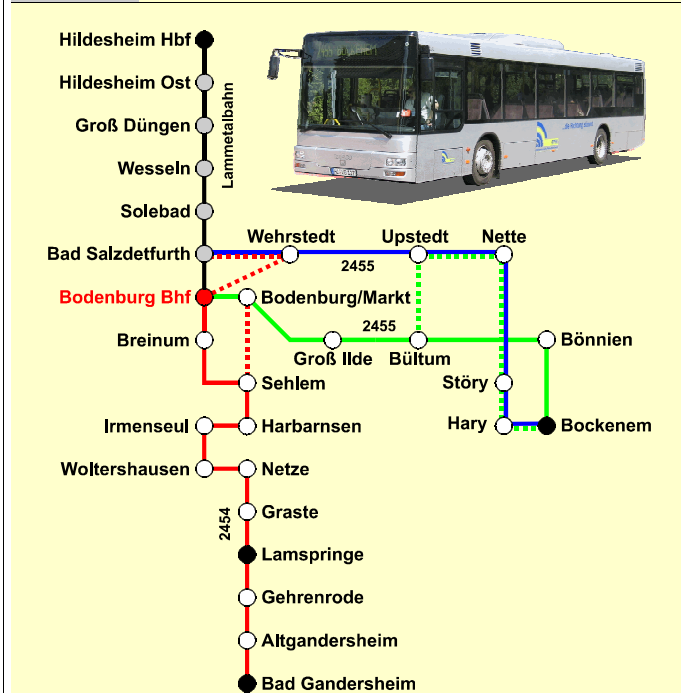 Hildesheim Hbf
Hildesheim Ost
Groß Düngen
Wesseln
Solebad
Bad Salzdetfurth
Bodenburg Bhf
Breinum
Lammetalbahn
Wehrstedt
Upstedt
Nette
2455
Bodenburg/Markt
2455
Groß Ilde
Bültum
Bönnien
Sehlem
Störy
Irmenseul
Harbarnsen
Hary
Bockenem
Woltershausen
Netze
2454
Graste
Lamspringe
Gehrenrode
Altgandersheim
Bad Gandersheim